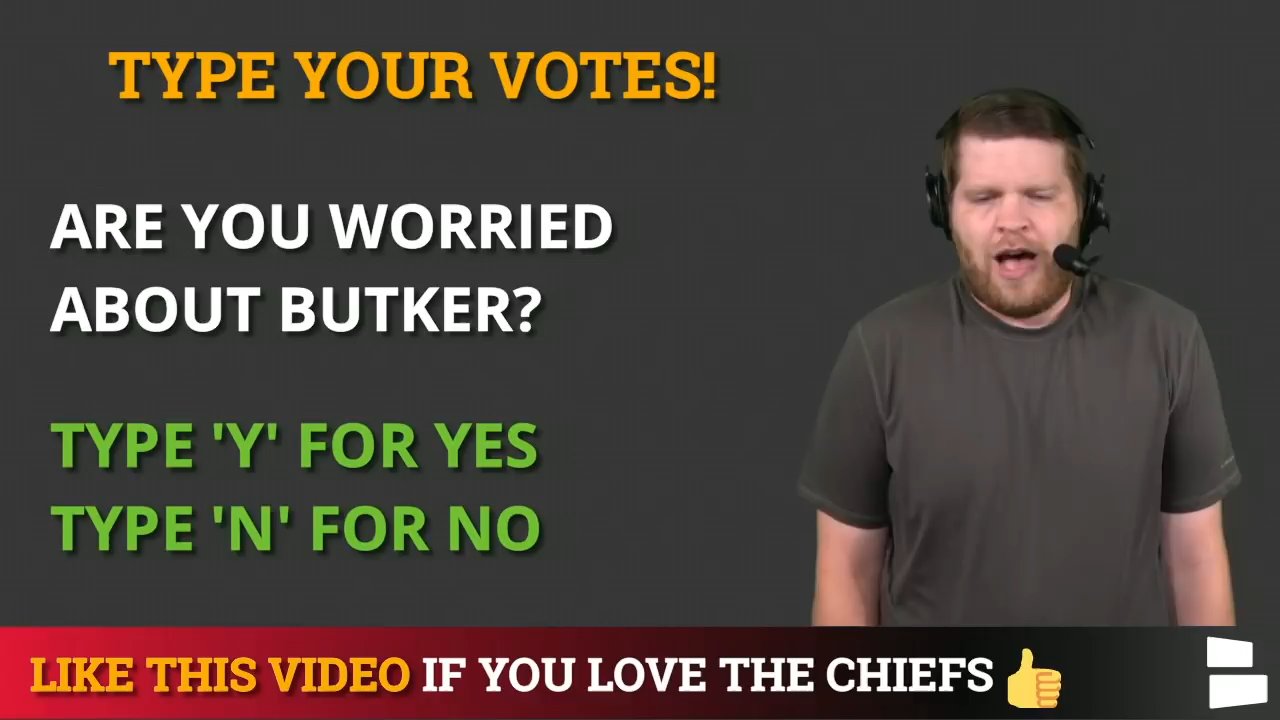 TYPE YOUR VOTES!
ARE YOU WORRIED
ABOUT BUTKER?
TYPE 'Y' FOR YES
TYPE 'N' FOR NO
LIKE THIS VIDEO IF YOU LOVE THE CHIEFS